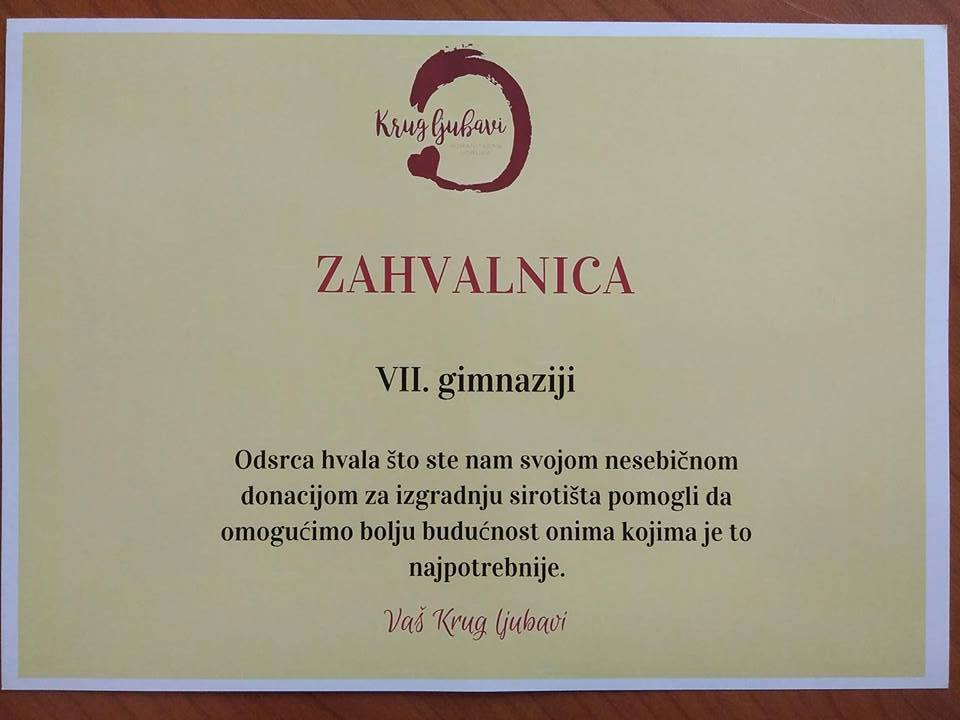 Krug ljubavi
ZAHVALNICA
VII. gimnaziji
Odsrca hvala što ste nam svojom nesebičnom
donacijom za izgradnju sirotišta pomogli da
omogućimo bolju budućnost onima kojima je to
najpotrebnije.
Vaš Krug ljubavi